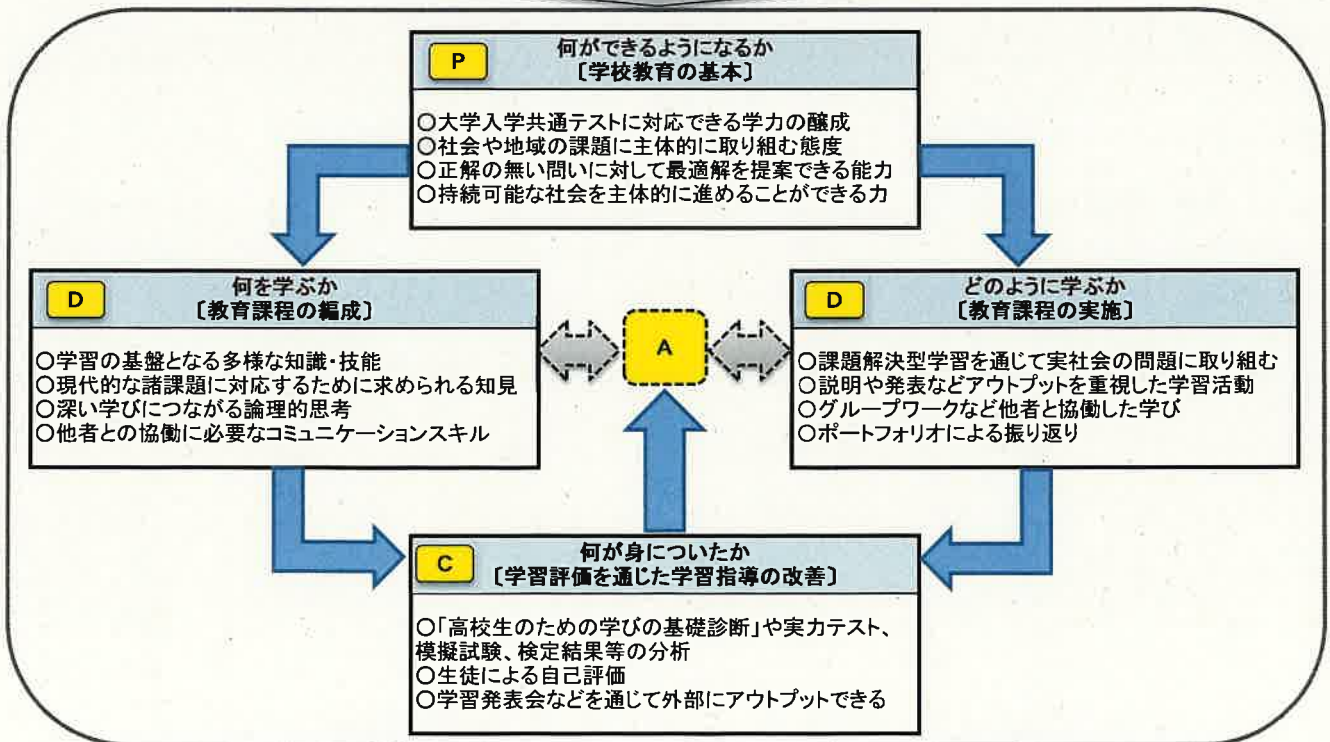 P
何ができるようになるか
〔学校教育の基本〕
○大学入学共通テストに対応できる学力の醸成
○社会や地域の課題に主体的に取り組む態度
○正解の無い問いに対して最適解を提案できる能力
○持続可能な社会を主体的に進めることができる力
D
何を学ぶか
〔教育課程の編成〕
○学習の基盤となる多様な知識・技能
○現代的な諸課題に対応するために求められる知見
○深い学びにつながる論理的思考
○他者との協働に必要なコミュニケーションスキル
A
D
どのように学ぶか
〔教育課程の実施〕
○課題解決型学習を通じて実社会の問題に取り組む
○説明や発表などアウトプットを重視した学習活動
○グループワークなど他者と協働した学び
○ポートフォリオによる振り返り
C
何が身についたか
〔学習評価を通じた学習指導の改善〕
○「高校生のための学びの基礎診断」や実力テスト、
模擬試験、検定結果等の分析
○生徒による自己評価
○学習発表会などを通じて外部にアウトプットできる